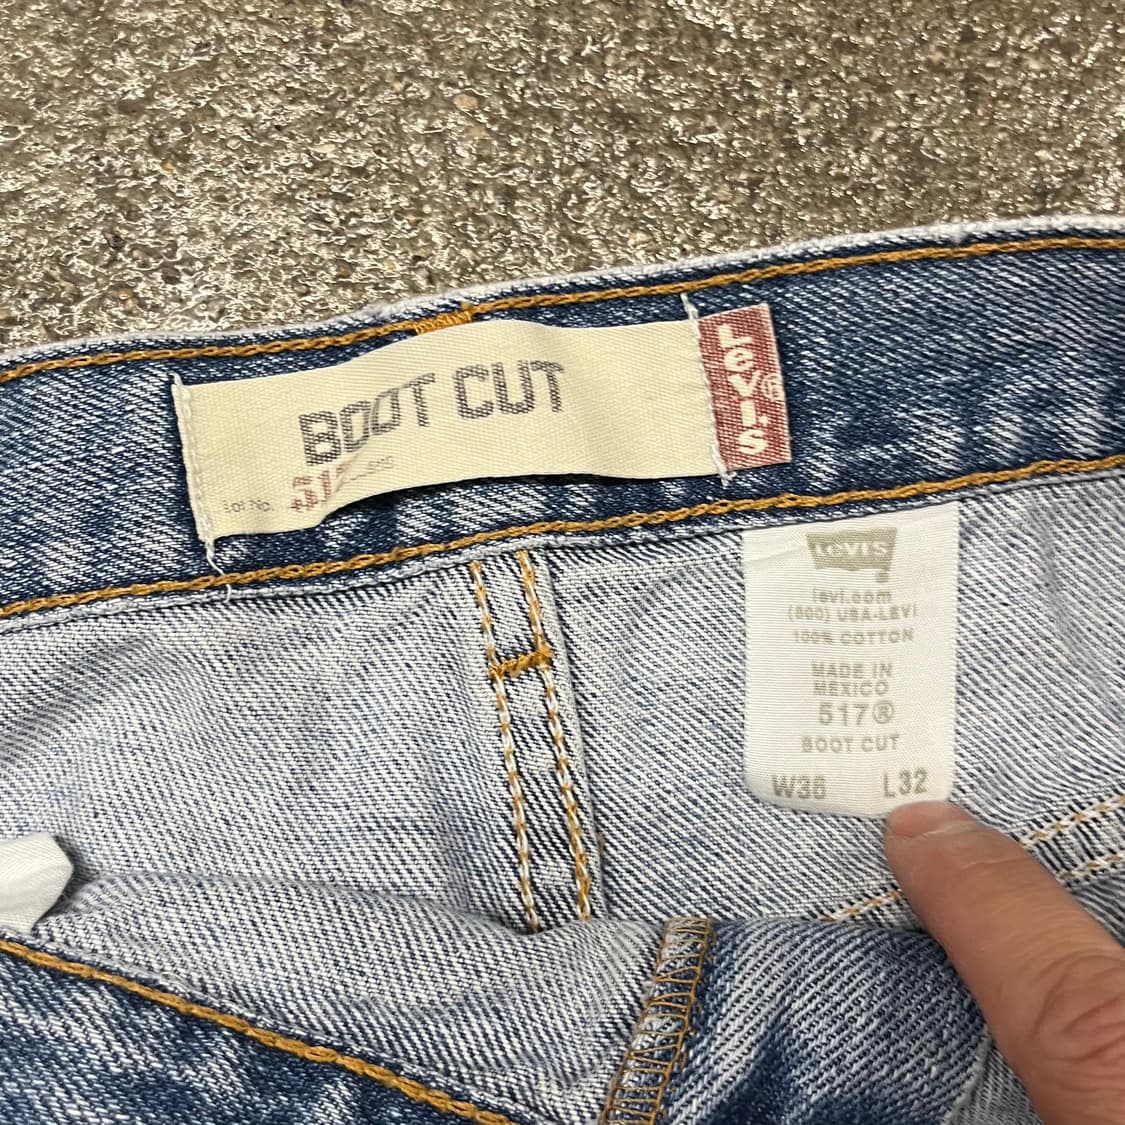 BOOT CUT
Lot No. 517
LEVI'S®
LEVI'S
levi.com
(800) USA-LEVI
100% COTTON
MADE IN
MEXICO
517®
BOOT CUT
W36 L32